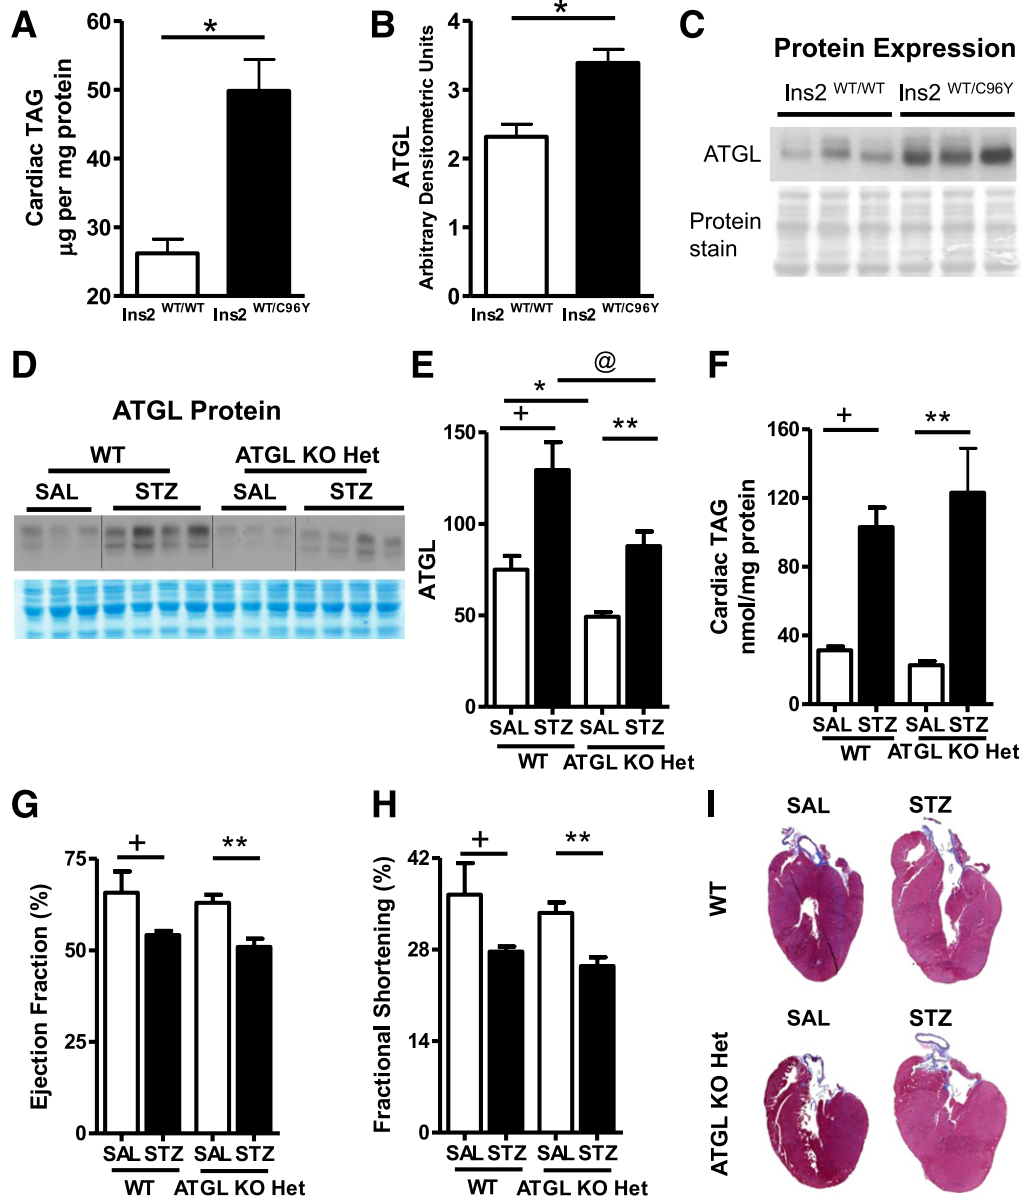 A
Cardiac TAG
µg per mg protein
60
50
40
30
20
*
Ins2 WT/WT
Ins2 WT/C96Y
B
ATGL
Arbitrary Densitometric Units
4
3
2
1
0
*
Ins2 WT/WT
Ins2 WT/C96Y
C
Protein Expression
Ins2 WT/WT
Ins2 WT/C96Y
ATGL
Protein
stain
D
ATGL Protein
WT
ATGL KO Het
SAL
STZ
SAL
STZ
E
@
*
+
**
ATGL
150
100
50
0
SAL STZ SAL STZ
WT ATGL KO Het
F
Cardiac TAG
nmol/mg protein
160
120
80
40
0
+
**
SAL STZ SAL STZ
WT ATGL KO Het
G
Ejection Fraction (%)
75
50
25
0
+
**
SAL STZ SAL STZ
WT ATGL KO Het
H
Fractional Shortening (%)
42
28
14
0
+
**
SAL STZ SAL STZ
WT ATGL KO Het
I
SAL STZ
WT
SAL STZ
ATGL KO Het